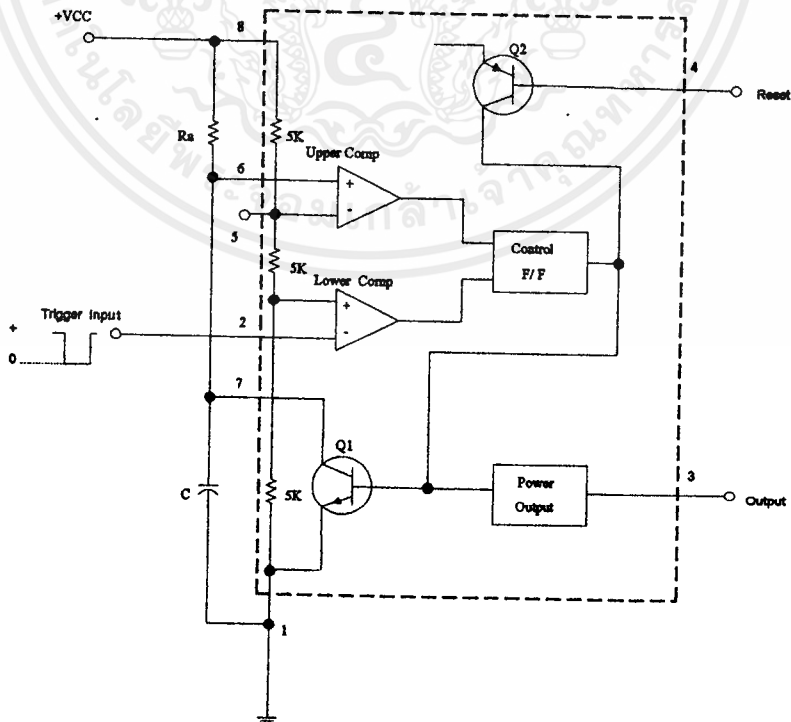 +VCC
8
Q2
4
Reset
Ra
5K
Upper Comp
6
+
-
5
Control
F/F
5K
Lower Comp
+
Trigger Input
+
2
-
0
7
Q1
C
5K
Power
Output
3
Output
1